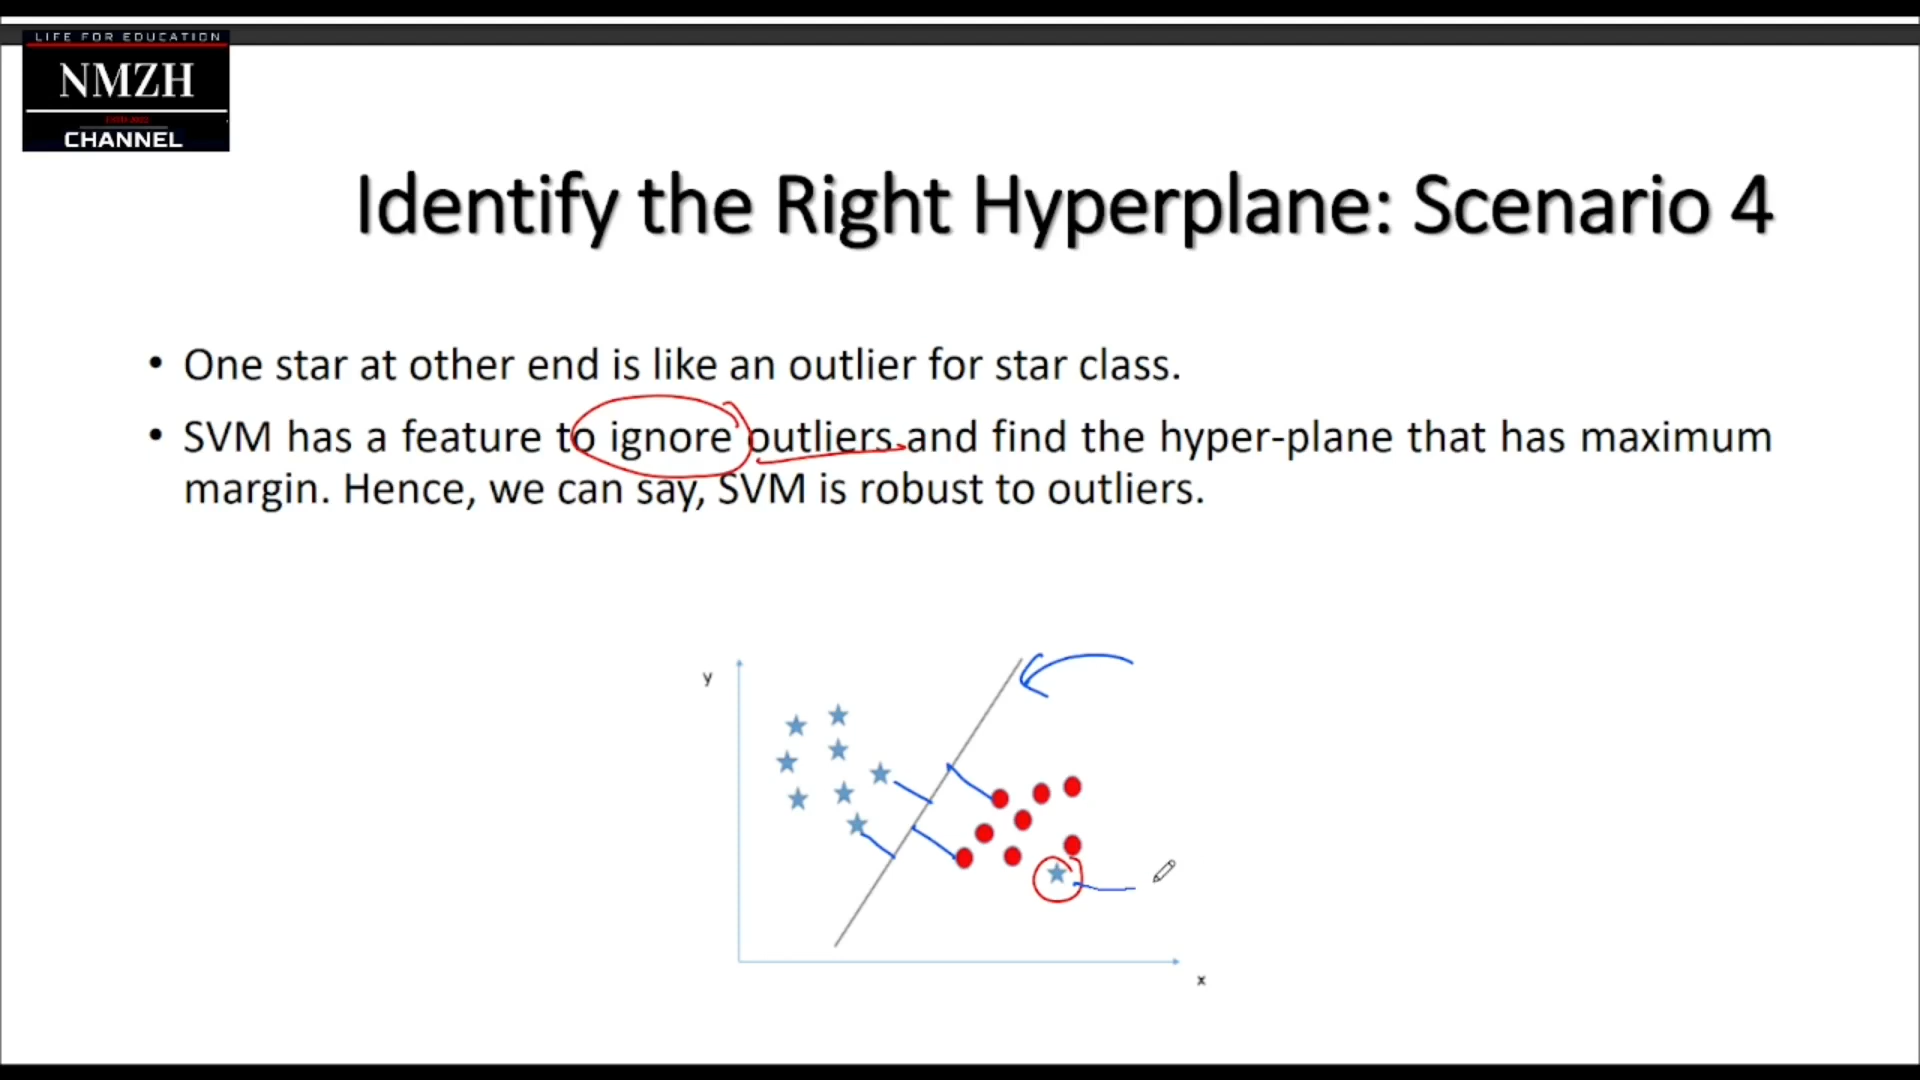 LIFE FOR EDUCATION
NMZH
CHANNEL
Identify the Right Hyperplane: Scenario 4
• One star at other end is like an outlier for star class.
• SVM has a feature to ignore outliers and find the hyper-plane that has maximum
margin. Hence, we can say, SVM is robust to outliers.
y
x